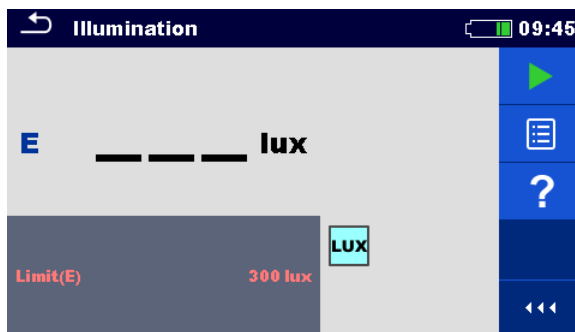 Illumination 09:45
E _ _ _ lux
?
LUX
Limit(E) 300 lux